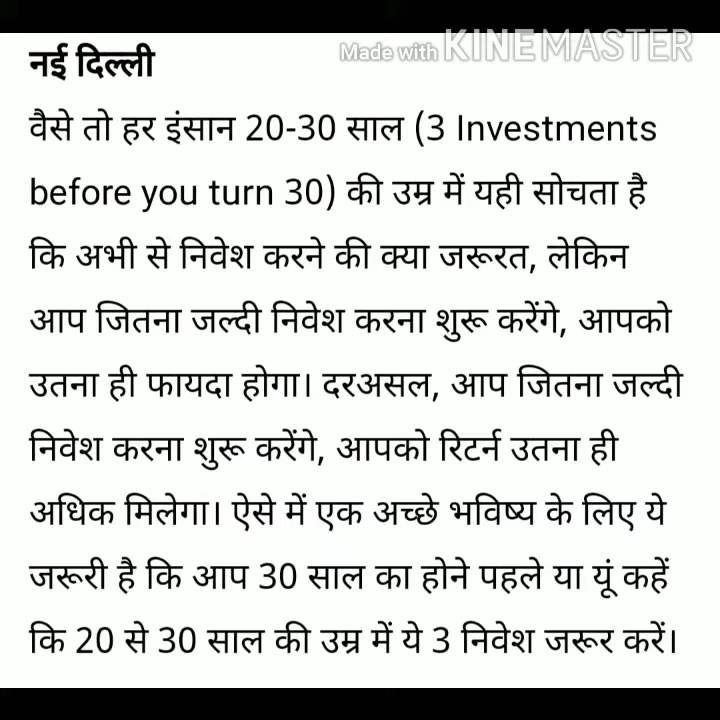 Made with KINEMASTER
नई दिल्ली
वैसे तो हर इंसान 20-30 साल (3 Investments
before you turn 30) की उम्र में यही सोचता है
कि अभी से निवेश करने की क्या जरूरत, लेकिन
आप जितना जल्दी निवेश करना शुरू करेंगे, आपको
उतना ही फायदा होगा। दरअसल, आप जितना जल्दी
निवेश करना शुरू करेंगे, आपको रिटर्न उतना ही
अधिक मिलेगा। ऐसे में एक अच्छे भविष्य के लिए ये
जरूरी है कि आप 30 साल का होने पहले या यूं कहें
कि 20 से 30 साल की उम्र में ये 3 निवेश जरूर करें।